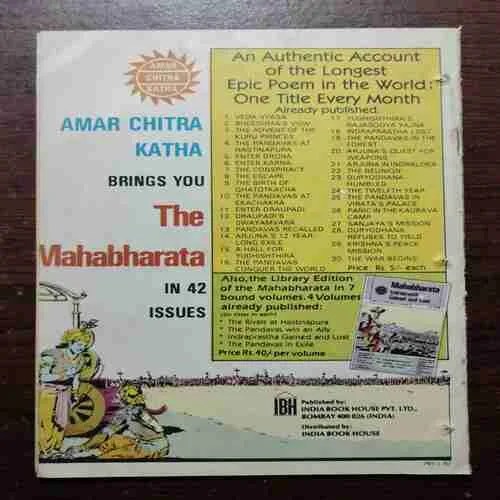 AMAR
CHITRA
KATHA
AMAR CHITRA
KATHA
BRINGS YOU
The
Mahabharata
IN 42
ISSUES
An Authentic Account
of the Longest
Epic Poem in the World:
One Title Every Month
Already published.
1. VEDA VYASA
2. BHEESHMA'S VOW
3. THE ADVENT OF THE
KURU PRINCES
4. THE PANDAVAS AT
HASTINAPURA
5. ENTER DRONA
6. ENTER KARNA
7. THE CONSPIRACY
8. THE ESCAPE
9. THE BIRTH OF
GHATOTKACHA
10. THE PANDAVAS AT
EKACHAKRA
11. ENTER DRAUPADI
12. DRAUPADI'S
SWAYAMVARA
13. PANDAVAS RECALLED
14. ARJUNA'S 12-YEAR
LONG EXILE
15. A HALL FOR
YUDHISHTHIRA
16. THE PANDAVAS
CONQUER THE WORLD
17. YUDHISHTHIRA'S
RAJASOOYA YAJNA
18. INDRAPRASTHA LOST
19. THE PANDAVAS IN THE
FOREST
20. ARJUNA'S QUEST FOR
WEAPONS
21. ARJUNA IN INDRALOKA
22. THE REUNION
23. DURYODHANA
HUMBLED
24. THE TWELFTH YEAR
25. THE PANDAVAS IN
VIRATA'S PALACE
26. PANIC IN THE KAURAVA
CAMP
27. SANJAYA'S MISSION
28. DURYODHANA
REFUSES TO YIELD
29. KRISHNA'S PEACE
MISSION
30. THE WAR BEGINS
Price: Rs. 5/- each
Also, the Library Edition
of the Mahabharata in 7
bound volumes. 4 Volumes
already published:
(Six titles in each)
• The Rivals at Hastinapura
• The Pandavas win an Ally
• Indraprastha Gained and Lost
• The Pandavas in Exile
Price Rs. 40/- per volume
Mahabharata
Indraprastha
Gained and Lost
IBH
Published by:
INDIA BOOK HOUSE PVT. LTD.,
BOMBAY 400 026 (INDIA)
Distributed by:
INDIA BOOK HOUSE